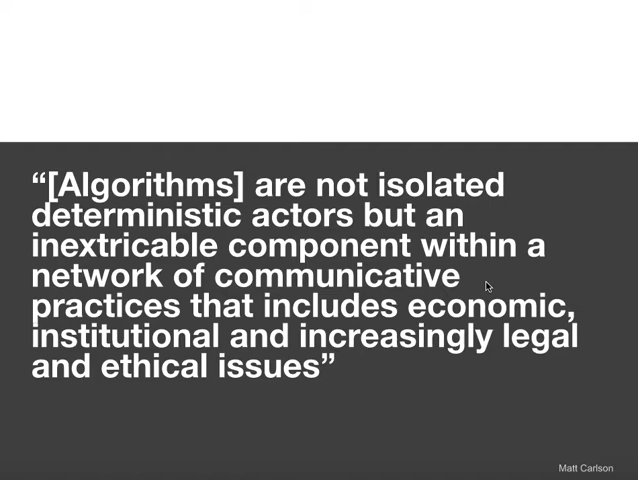 “[Algorithms] are not isolated
deterministic actors but an
inextricable component within a
network of communicative
practices that includes economic,
institutional and increasingly legal
and ethical issues”
Matt Carlson